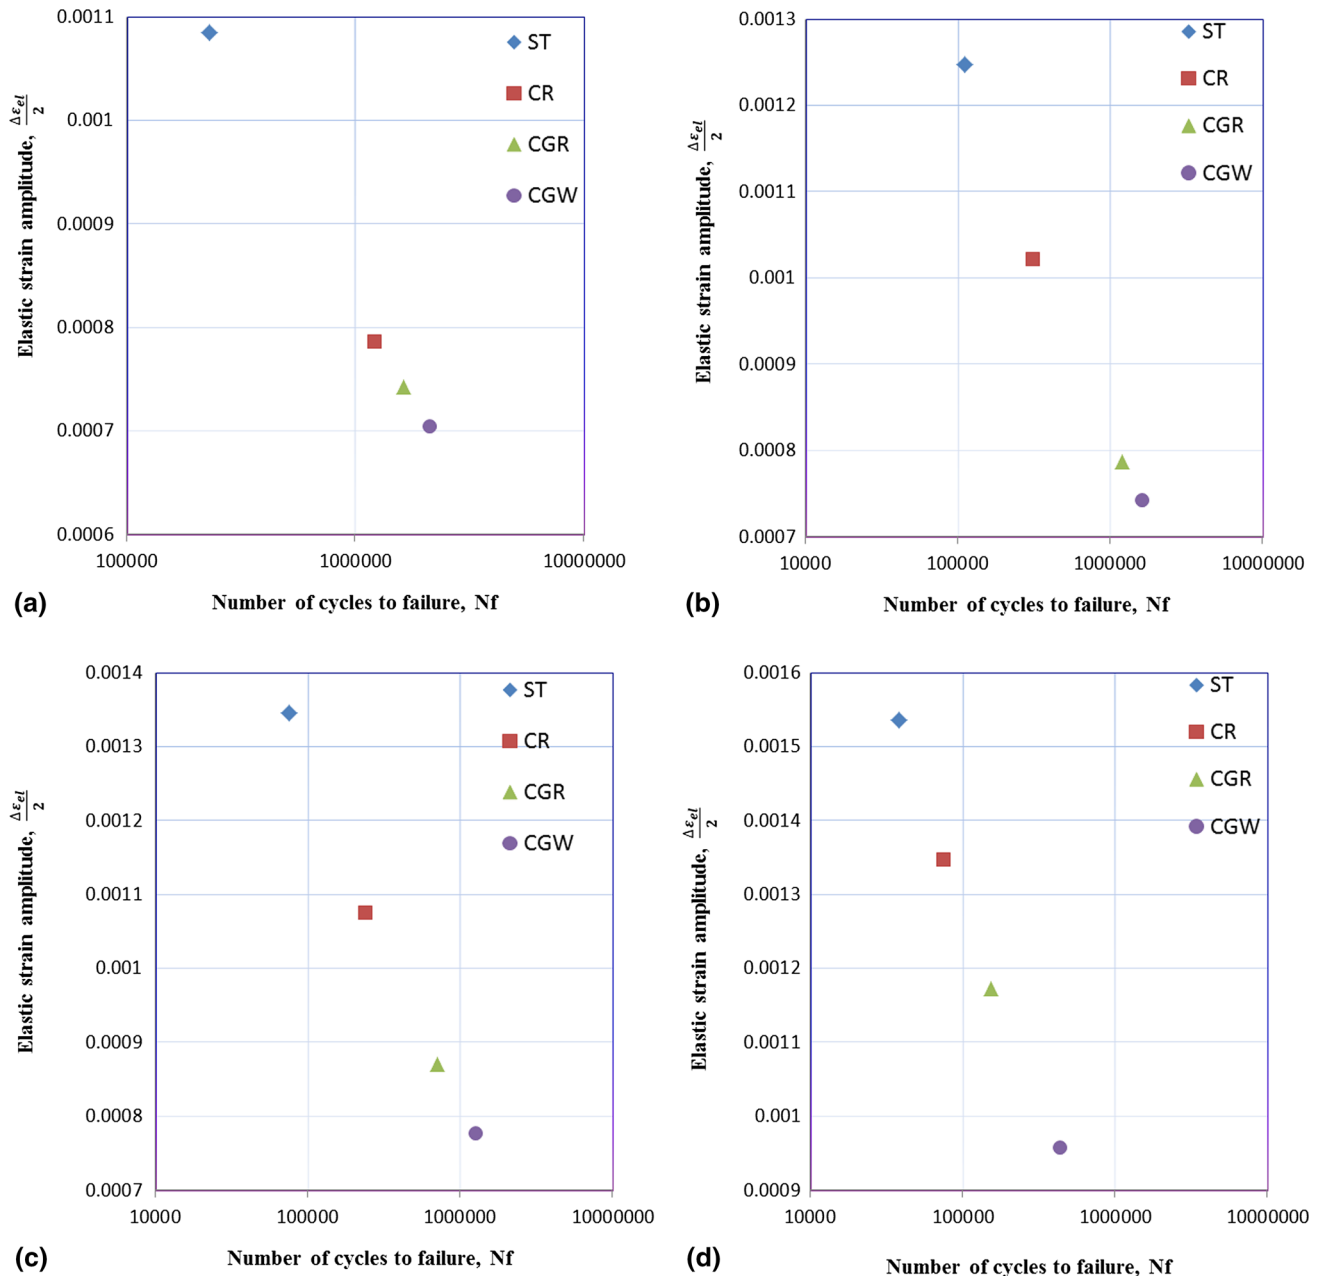 0.0011
0.001
0.0009
0.0008
0.0007
0.0006
Elastic strain amplitude, Δεel/2
ST
CR
CGR
CGW
100000 1000000 10000000
Number of cycles to failure, Nf
(a)
0.0013
0.0012
0.0011
0.001
0.0009
0.0008
0.0007
Elastic strain amplitude, Δεel/2
ST
CR
CGR
CGW
10000 100000 1000000 10000000
Number of cycles to failure, Nf
(b)
0.0014
0.0013
0.0012
0.0011
0.001
0.0009
0.0008
0.0007
Elastic strain amplitude, Δεel/2
ST
CR
CGR
CGW
10000 100000 1000000 10000000
Number of cycles to failure, Nf
(c)
0.0016
0.0015
0.0014
0.0013
0.0012
0.0011
0.001
0.0009
Elastic strain amplitude, Δεel/2
ST
CR
CGR
CGW
10000 100000 1000000 10000000
Number of cycles to failure, Nf
(d)